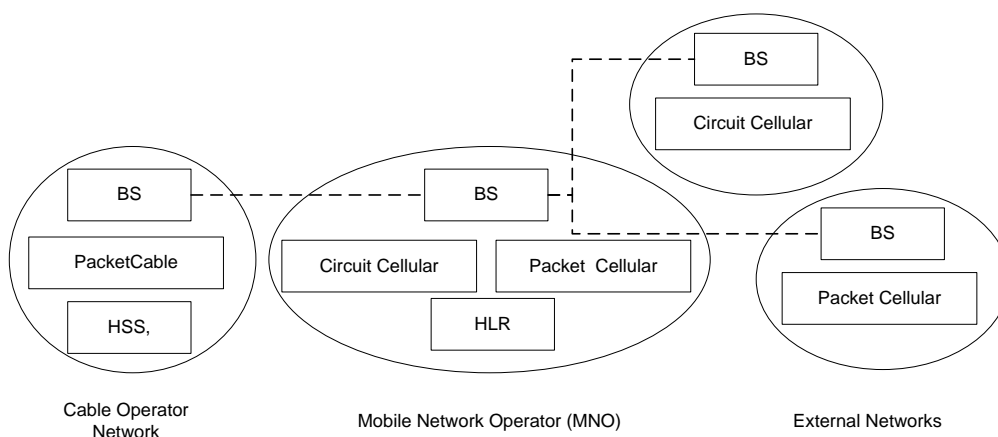 BS
Circuit Cellular
BS
PacketCable
HSS,
BS
Circuit Cellular
Packet Cellular
HLR
BS
Packet Cellular
Cable Operator
Network
Mobile Network Operator (MNO)
External Networks